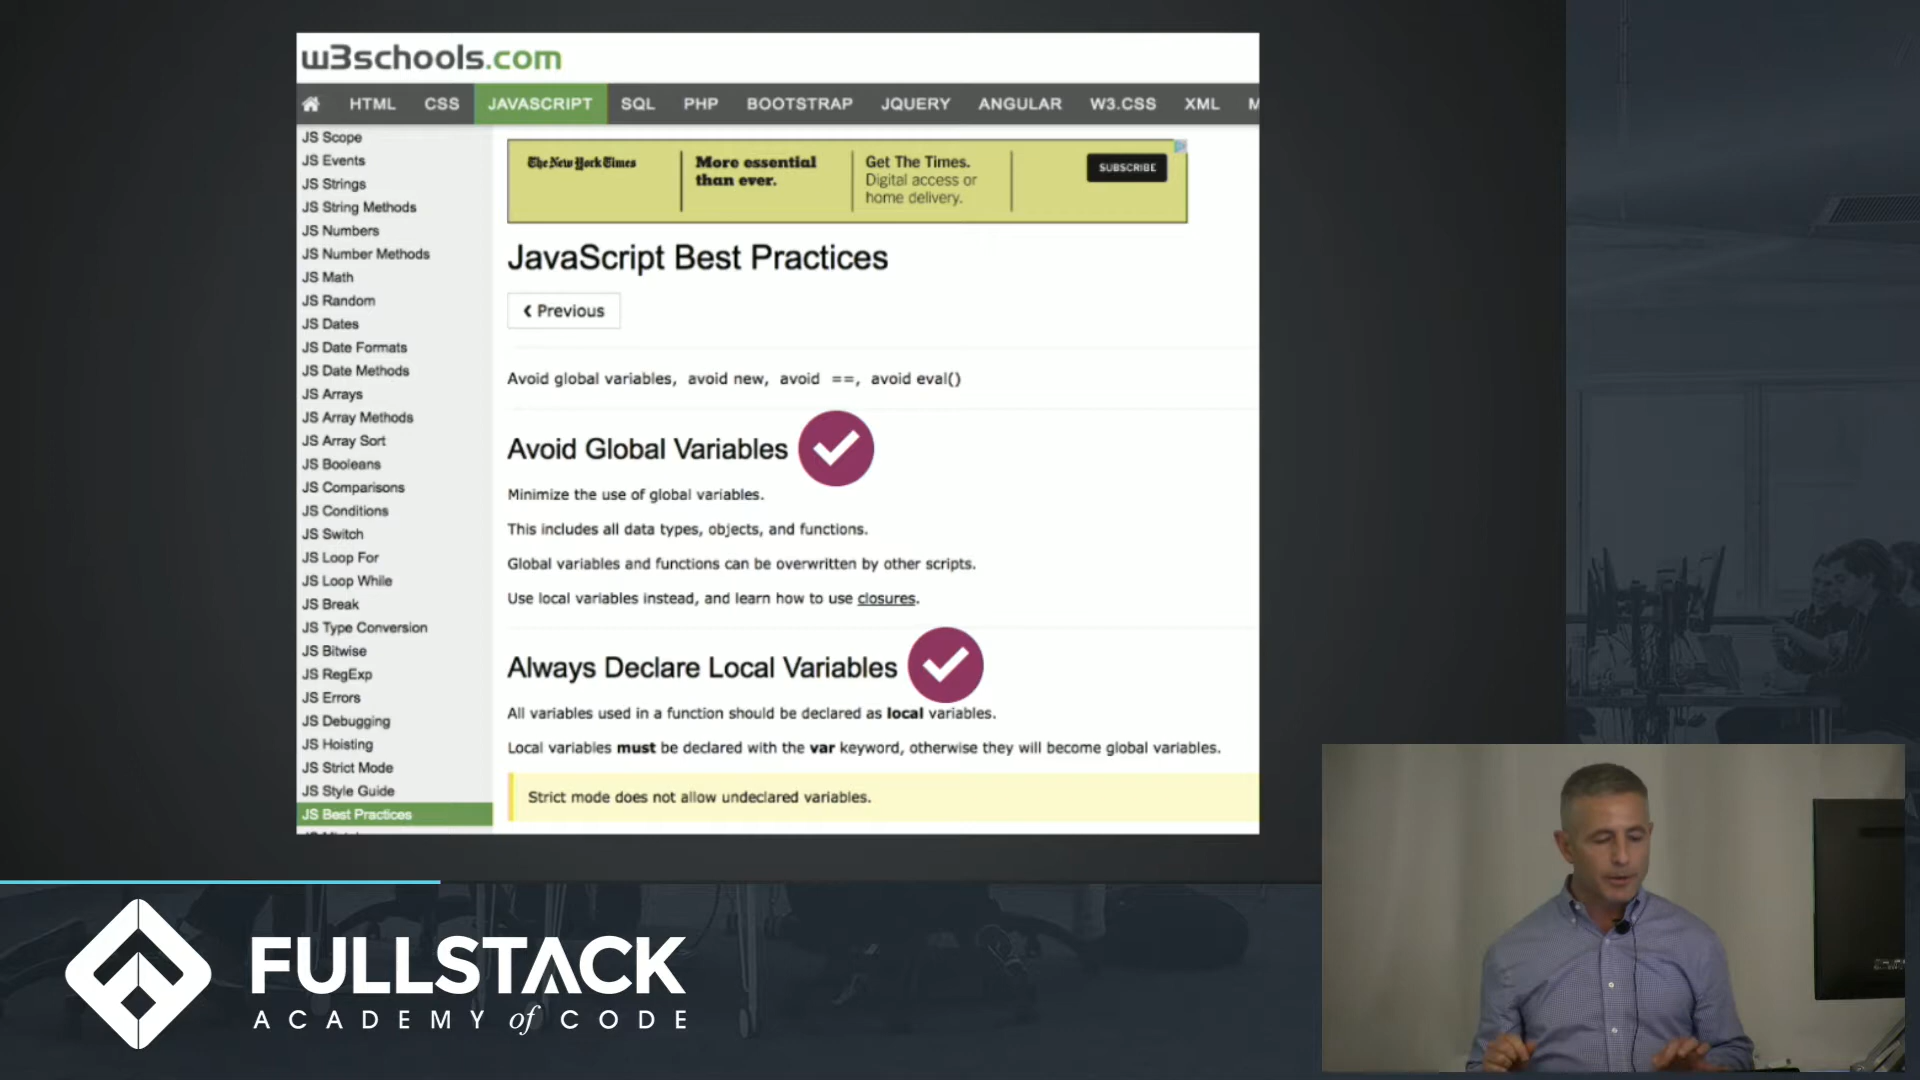 w3schools.com
HTML CSS JAVASCRIPT SQL PHP BOOTSTRAP JQUERY ANGULAR W3.CSS XML M
JS Scope
JS Events
JS Strings
JS String Methods
JS Numbers
JS Number Methods
JS Math
JS Random
JS Dates
JS Date Formats
JS Date Methods
JS Arrays
JS Array Methods
JS Array Sort
JS Booleans
JS Comparisons
JS Conditions
JS Switch
JS Loop For
JS Loop While
JS Break
JS Type Conversion
JS Bitwise
JS RegExp
JS Errors
JS Debugging
JS Hoisting
JS Strict Mode
JS Style Guide
JS Best Practices
The New York Times
More essential
than ever.
Get The Times.
Digital access or
home delivery.
SUBSCRIBE
JavaScript Best Practices
❮ Previous
Avoid global variables, avoid new, avoid ==, avoid eval()
Avoid Global Variables
Minimize the use of global variables.
This includes all data types, objects, and functions.
Global variables and functions can be overwritten by other scripts.
Use local variables instead, and learn how to use closures.
Always Declare Local Variables
All variables used in a function should be declared as local variables.
Local variables must be declared with the var keyword, otherwise they will become global variables.
Strict mode does not allow undeclared variables.
FULLSTACK
ACADEMY of CODE